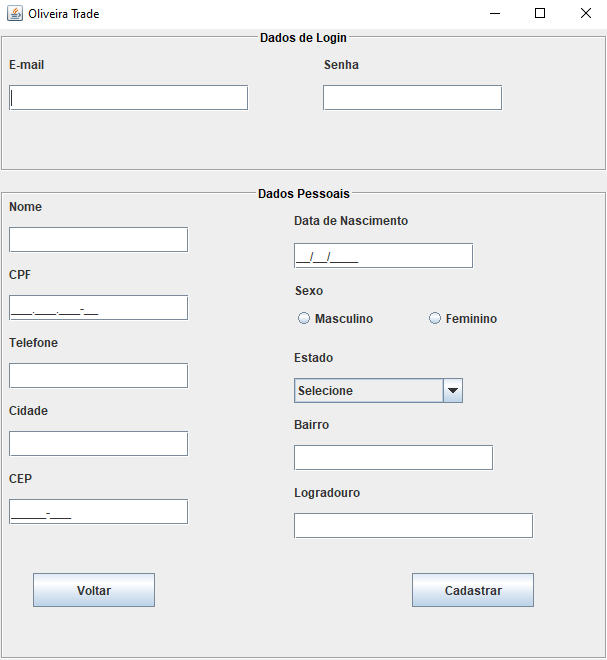 Oliveira Trade
Dados de Login
E-mail
Senha
Dados Pessoais
Nome
Data de Nascimento
__/__/____
CPF
___.___.___-__
Sexo
Masculino
Feminino
Telefone
Estado
Selecione
Cidade
Bairro
CEP
_____-___
Logradouro
Voltar
Cadastrar